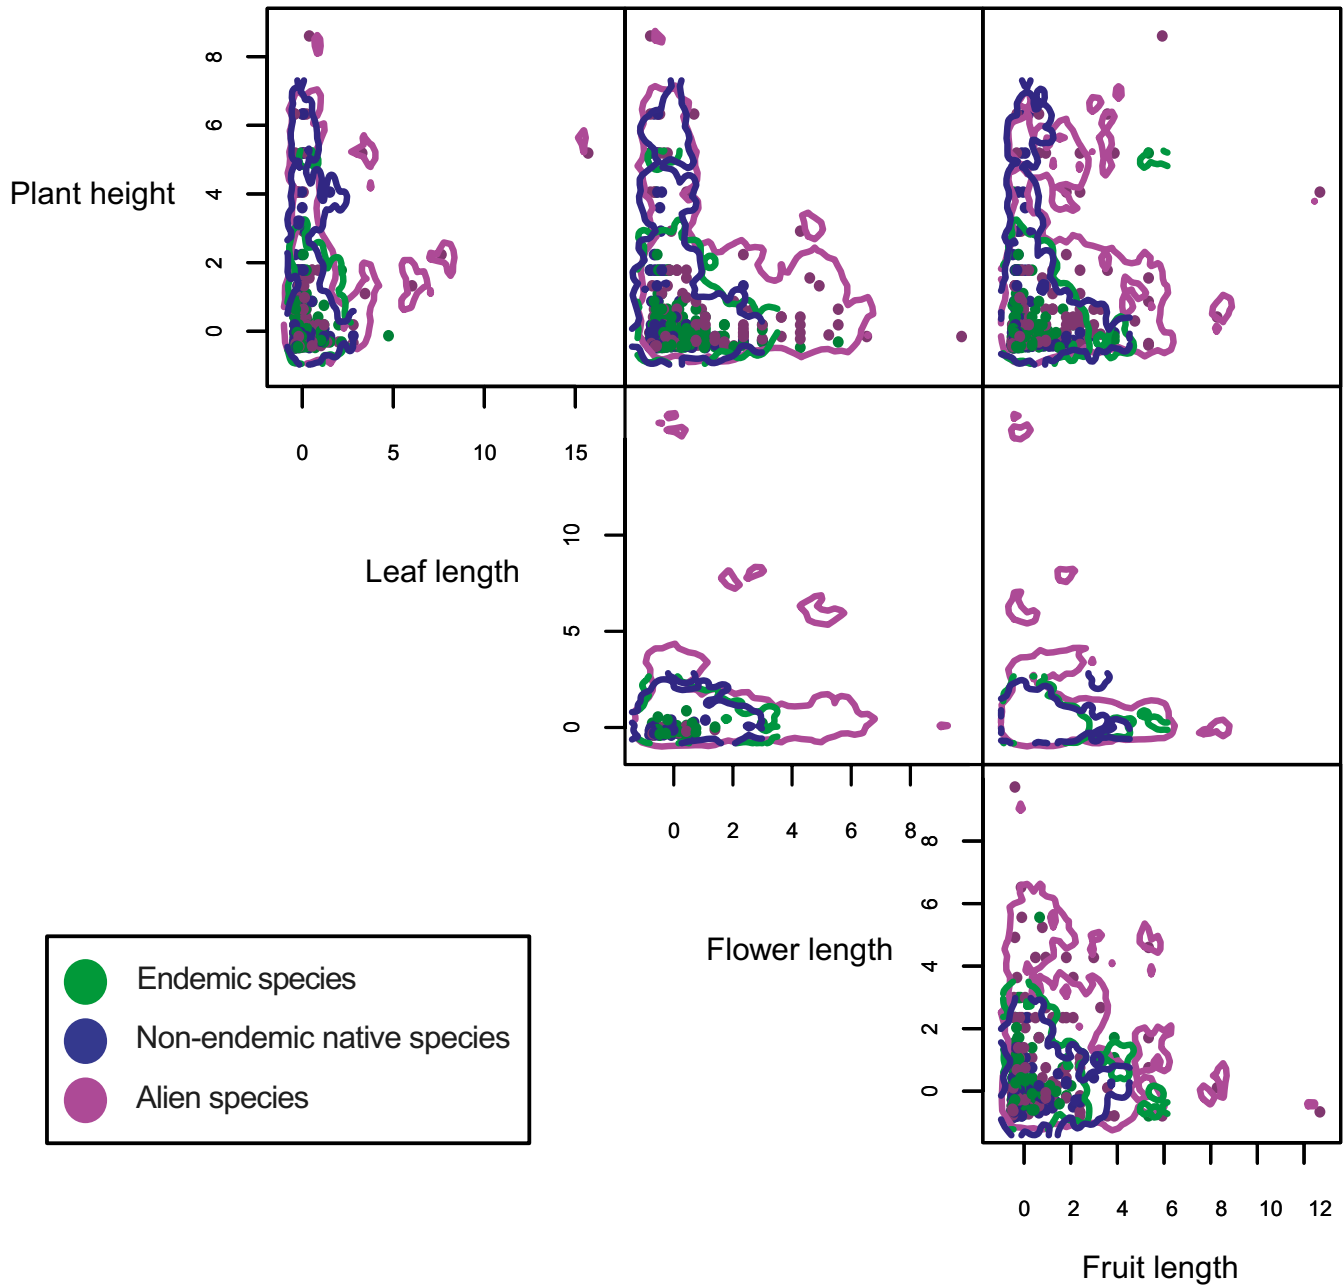 8
6
Plant height
4
2
0
0 5 10 15
10
Leaf length
5
0
0 2 4 6 8
8
6
Flower length
4
2
0
Endemic species
Non-endemic native species
Alien species
0 2 4 6 8 10 12
Fruit length